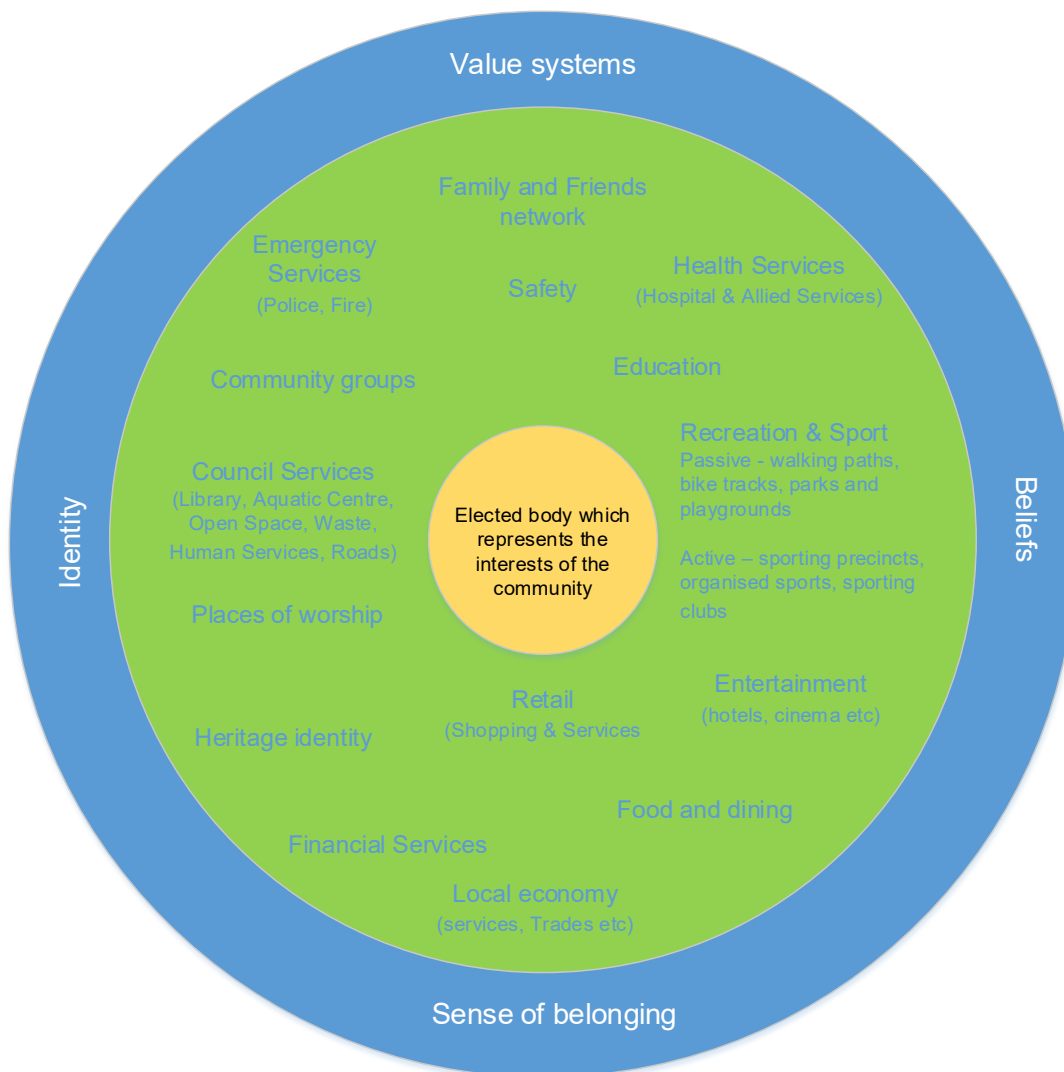 Value systems
Family and Friends
network
Emergency
Services
(Police, Fire)
Safety
Health Services
(Hospital & Allied Services)
Community groups
Education
Recreation & Sport
Passive - walking paths,
bike tracks, parks and
playgrounds
Active – sporting precincts,
organised sports, sporting
clubs
Council Services
(Library, Aquatic Centre,
Open Space, Waste,
Human Services, Roads)
Identity
Elected body which
represents the
interests of the
community
Beliefs
Places of worship
Retail
(Shopping & Services
Entertainment
(hotels, cinema etc)
Heritage identity
Food and dining
Financial Services
Local economy
(services, Trades etc)
Sense of belonging